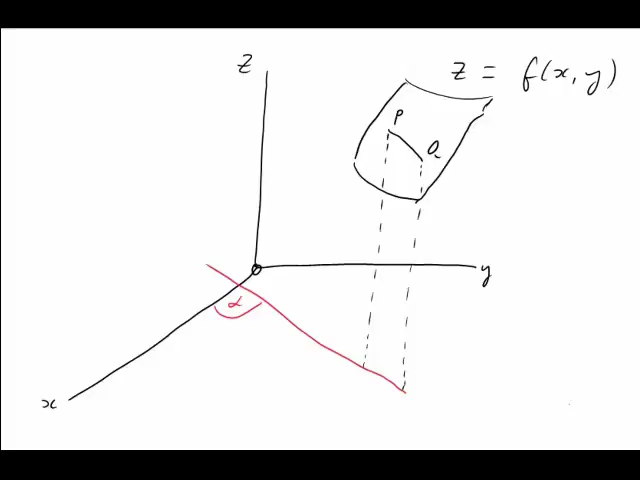 z
z = f(x, y)
P
Q
y
α
x